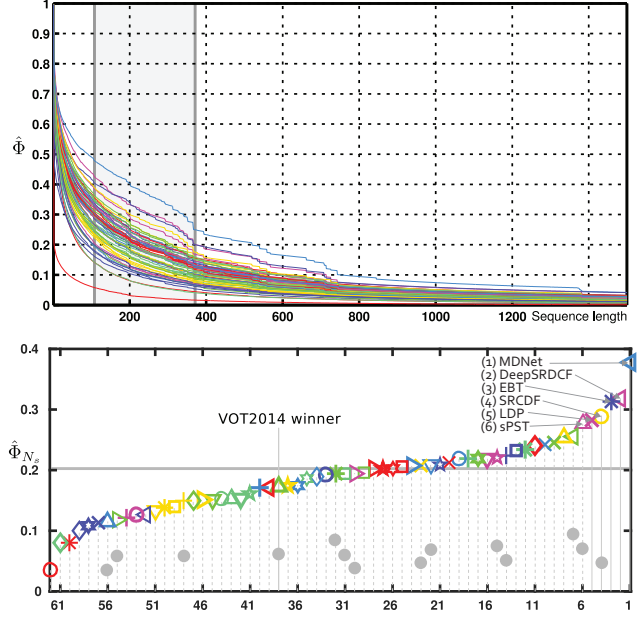 1
0.9
0.8
0.7
0.6
Φ̂ 0.5
0.4
0.3
0.2
0.1
0
200 400 600 800 1000 1200 Sequence length
0.4
(1) MDNet
(2) DeepSRDCF
(3) EBT
(4) SRCDF
(5) LDP
(6) sPST
0.3
VOT2014 winner
Φ̂Ns
0.2
0.1
0
61 56 51 46 41 36 31 26 21 16 11 6 1